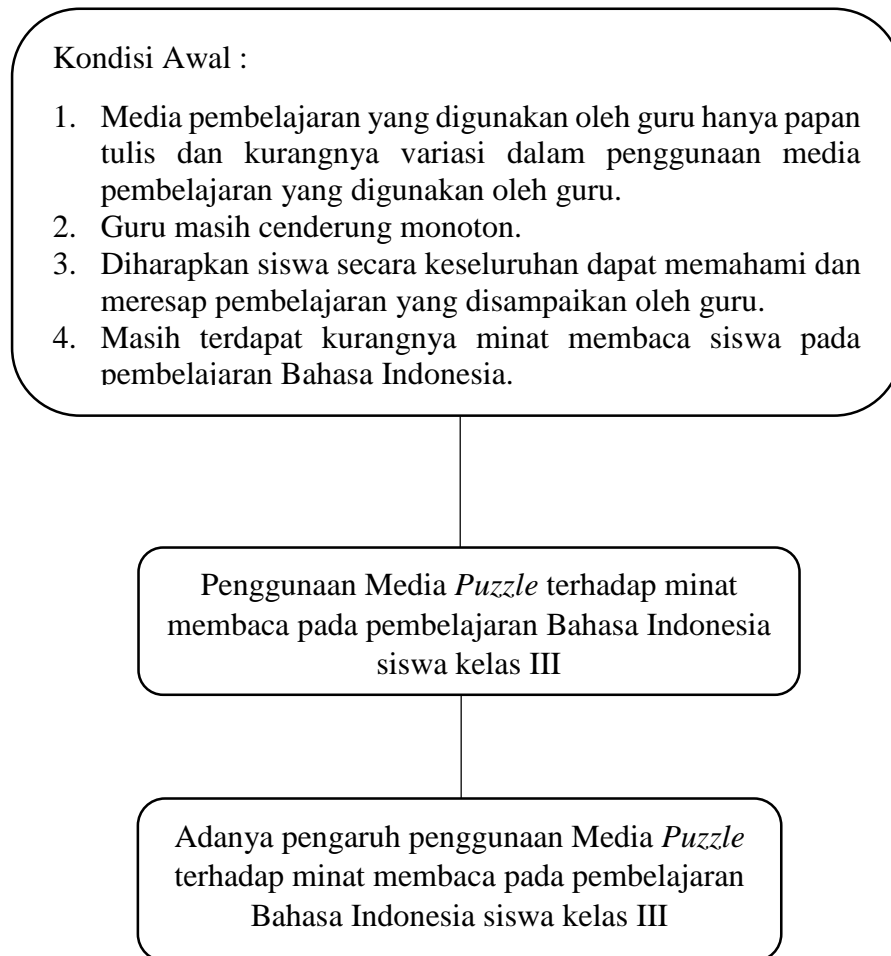 Kondisi Awal :
1. Media pembelajaran yang digunakan oleh guru hanya papan
tulis dan kurangnya variasi dalam penggunaan media
pembelajaran yang digunakan oleh guru.
2. Guru masih cenderung monoton.
3. Diharapkan siswa secara keseluruhan dapat memahami dan
meresap pembelajaran yang disampaikan oleh guru.
4. Masih terdapat kurangnya minat membaca siswa pada
pembelajaran Bahasa Indonesia.
Penggunaan Media Puzzle terhadap minat
membaca pada pembelajaran Bahasa Indonesia
siswa kelas III
Adanya pengaruh penggunaan Media Puzzle
terhadap minat membaca pada pembelajaran
Bahasa Indonesia siswa kelas III